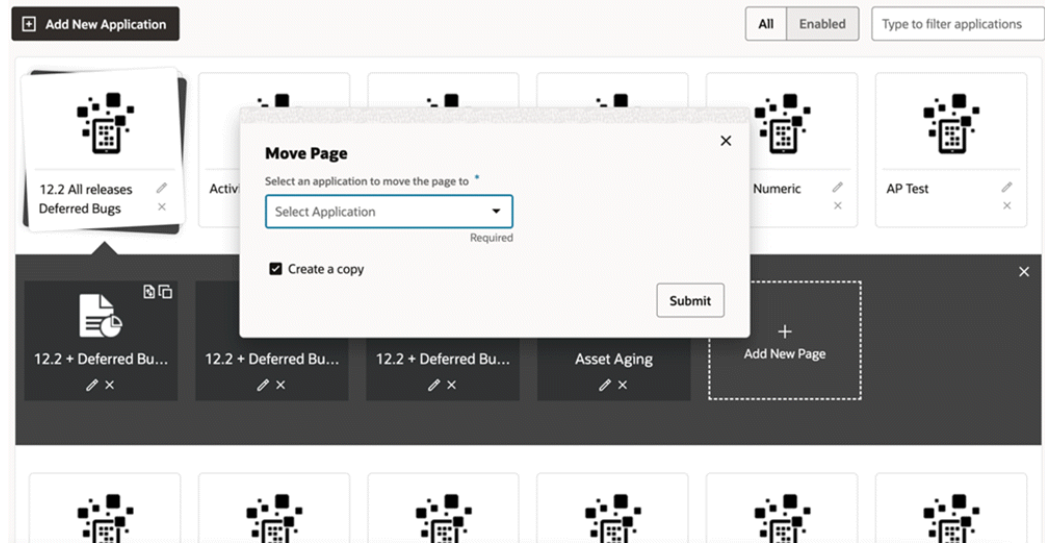 Add New Application
All
Enabled
Type to filter applications
12.2 All releases
Deferred Bugs
Activi
Numeric
AP Test
Move Page
Select an application to move the page to *
Select Application
Required
Create a copy
Submit
12.2 + Deferred Bu...
12.2 + Deferred Bu...
12.2 + Deferred Bu...
Asset Aging
Add New Page